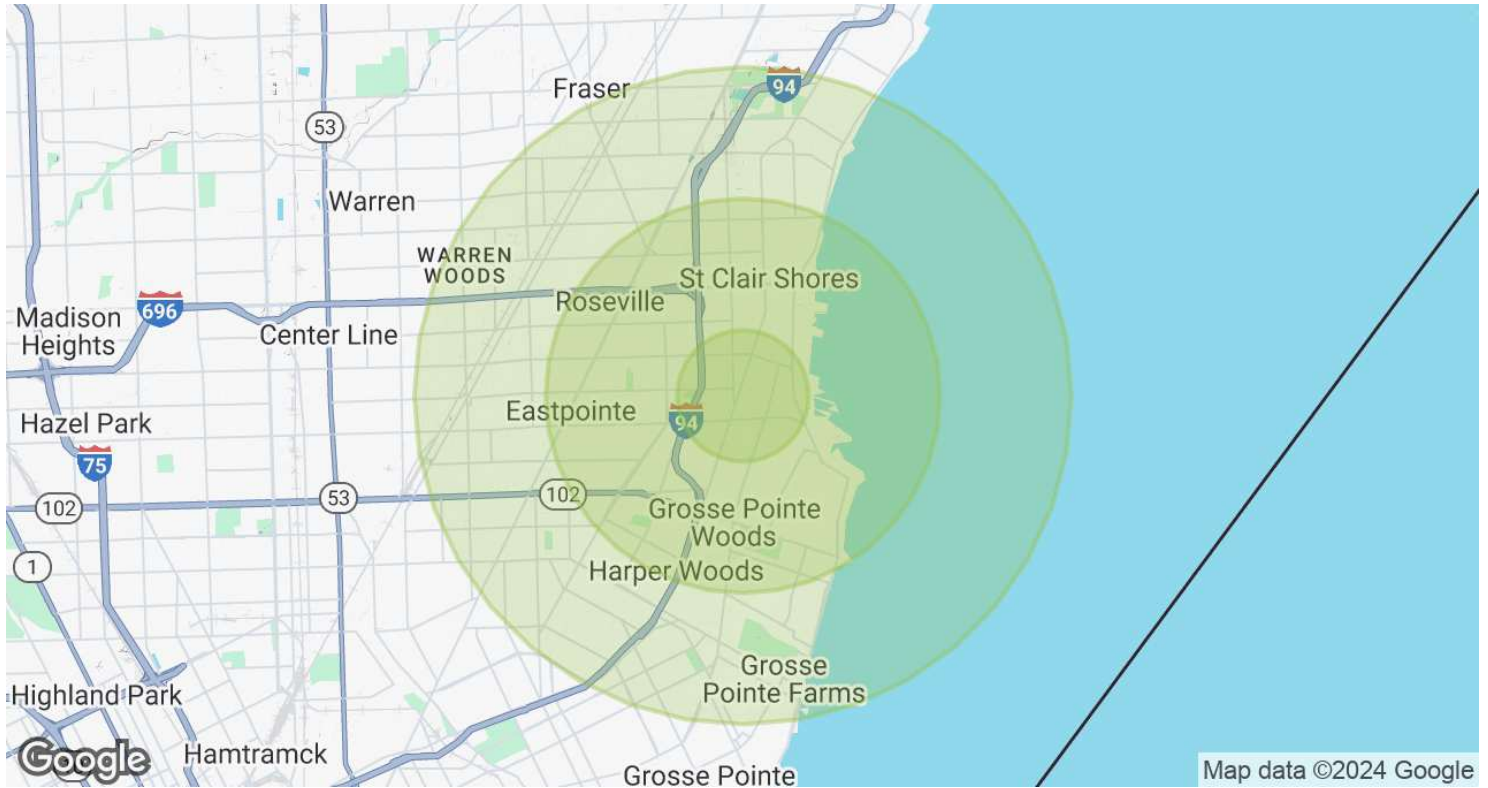 94
Fraser
53
Warren
WARREN
WOODS
St Clair Shores
Roseville
696
Madison
Heights
Center Line
Eastpointe
94
Hazel Park
75
102
53
102
Grosse Pointe
Woods
1
Harper Woods
Grosse
Pointe Farms
Highland Park
Hamtramck
Google
Grosse Pointe
Map data ©2024 Google